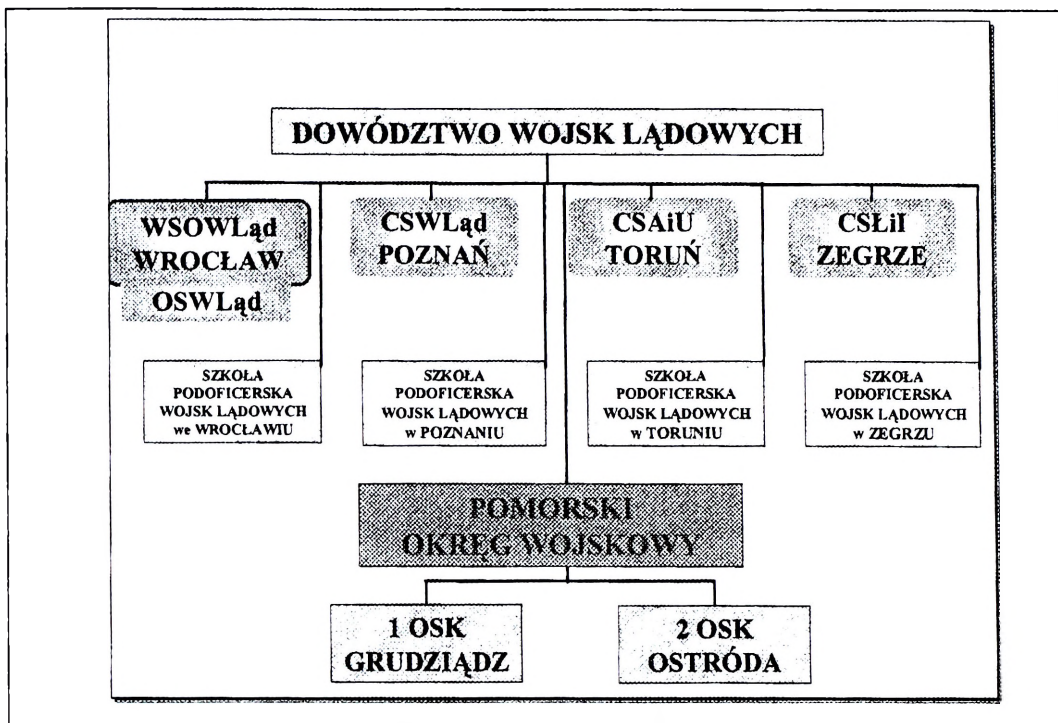 DOWÓDZTWO WOJSK LĄDOWYCH
WSOWLąd
WROCŁAW
OSWLąd
CSWLąd
POZNAŃ
CSAiU
TORUŃ
CSŁiI
ZEGRZE
SZKOŁA
PODOFICERSKA
WOJSK LĄDOWYCH
we WROCŁAWIU
SZKOŁA
PODOFICERSKA
WOJSK LĄDOWYCH
w POZNANIU
SZKOŁA
PODOFICERSKA
WOJSK LĄDOWYCH
w TORUNIU
SZKOŁA
PODOFICERSKA
WOJSK LĄDOWYCH
w ZEGRZU
POMORSKI
OKRĘG WOJSKOWY
1 OSK
GRUDZIĄDZ
2 OSK
OSTRÓDA